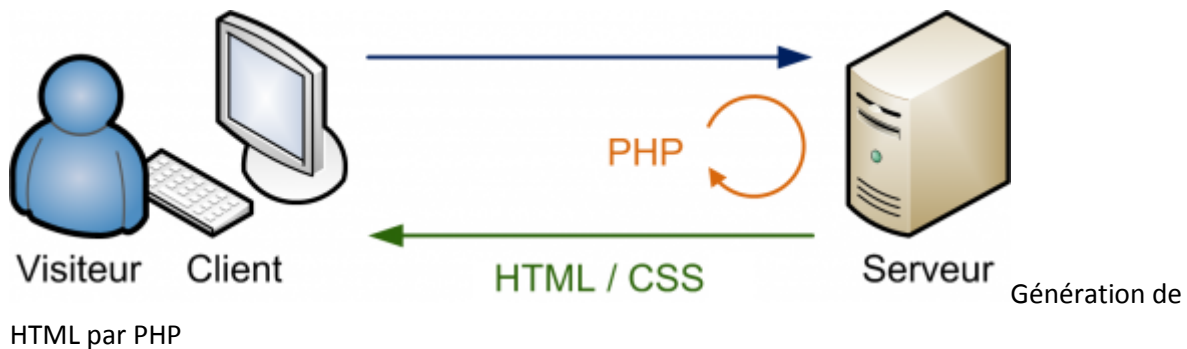 PHP
HTML / CSS
Visiteur Client Serveur
Génération de
HTML par PHP